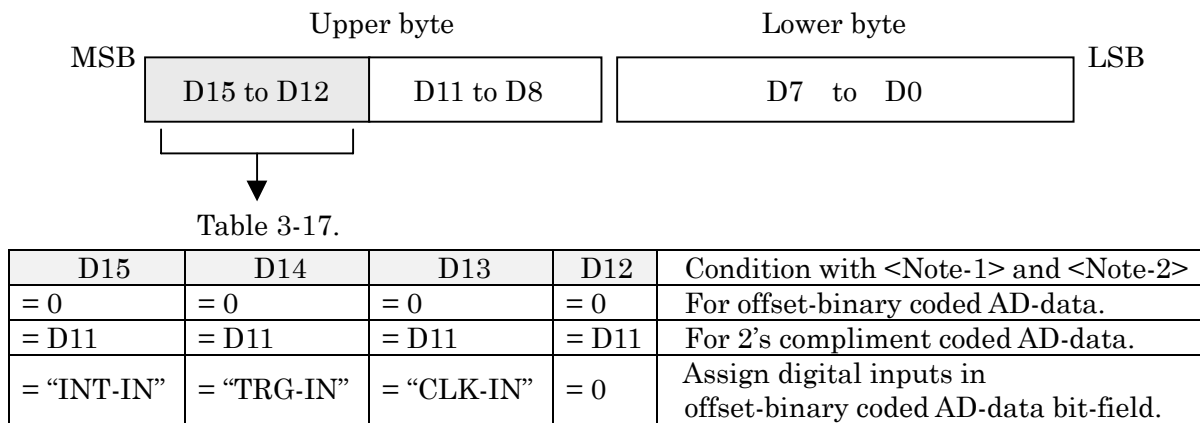 Upper byte Lower byte
MSB LSB
D15 to D12 D11 to D8 D7 to D0
Table 3-17.
D15 D14 D13 D12 Condition with <Note-1> and <Note-2>
= 0 = 0 = 0 = 0 For offset-binary coded AD-data.
= D11 = D11 = D11 = D11 For 2's compliment coded AD-data.
= “INT-IN” = “TRG-IN” = “CLK-IN” = 0 Assign digital inputs in
offset-binary coded AD-data bit-field.